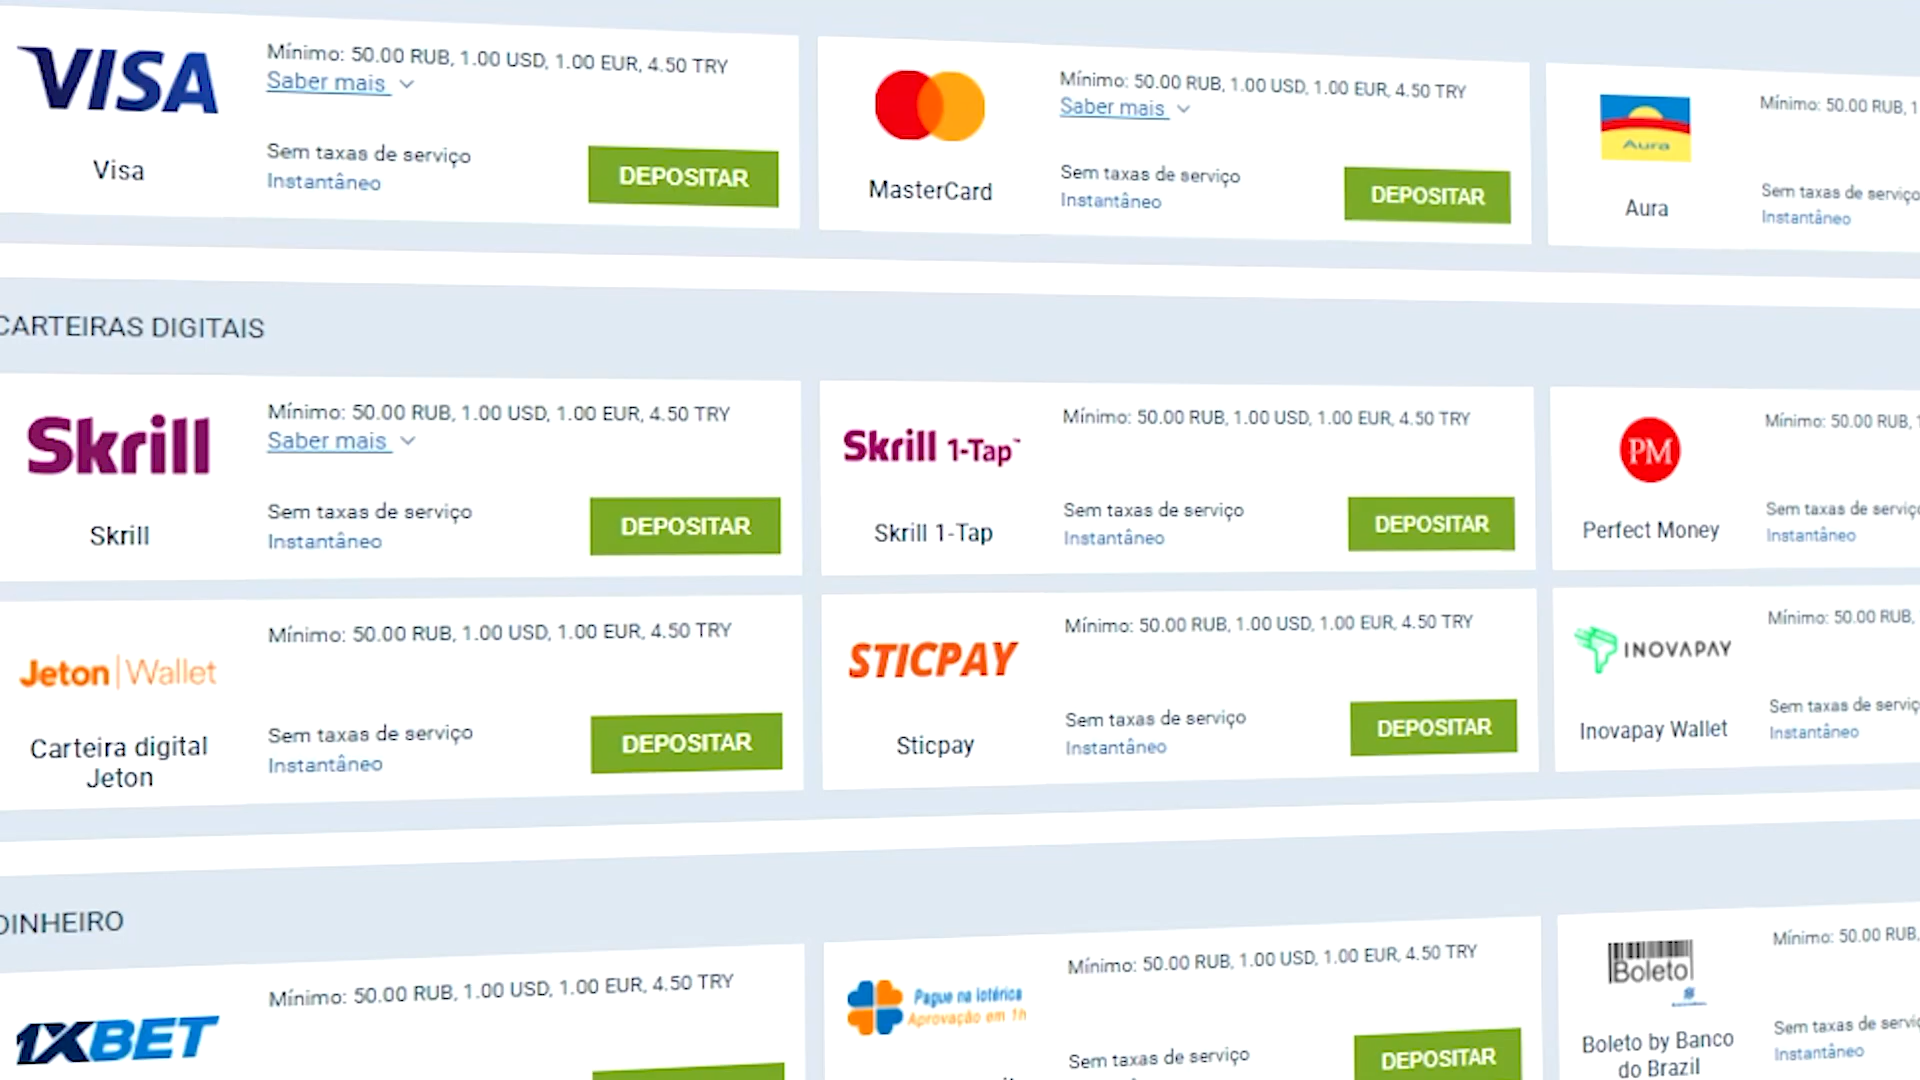 VISA
Mínimo: 50.00 RUB, 1.00 USD, 1.00 EUR, 4.50 TRY
Saber mais
Sem taxas de serviço
Instantâneo
Visa
DEPOSITAR
Mínimo: 50.00 RUB, 1.00 USD, 1.00 EUR, 4.50 TRY
Saber mais
Sem taxas de serviço
Instantâneo
MasterCard
DEPOSITAR
Aura
Mínimo: 50.00 RUB, 1
Sem taxas de serviço
Instantâneo
Aura
CARTEIRAS DIGITAIS
Skrill
Mínimo: 50.00 RUB, 1.00 USD, 1.00 EUR, 4.50 TRY
Saber mais
Sem taxas de serviço
Instantâneo
Skrill
DEPOSITAR
Skrill 1-Tap™
Mínimo: 50.00 RUB, 1.00 USD, 1.00 EUR, 4.50 TRY
Sem taxas de serviço
Instantâneo
Skrill 1-Tap
DEPOSITAR
PM
Mínimo: 50.00 RUB, 1
Sem taxas de serviço
Instantâneo
Perfect Money
Jeton|Wallet
Mínimo: 50.00 RUB, 1.00 USD, 1.00 EUR, 4.50 TRY
Sem taxas de serviço
Instantâneo
Carteira digital
Jeton
DEPOSITAR
STICPAY
Mínimo: 50.00 RUB, 1.00 USD, 1.00 EUR, 4.50 TRY
Sem taxas de serviço
Instantâneo
Sticpay
DEPOSITAR
INOVAPAY
Mínimo: 50.00 RUB,
Sem taxas de serviç
Instantâneo
Inovapay Wallet
DINHEIRO
1XBET
Mínimo: 50.00 RUB, 1.00 USD, 1.00 EUR, 4.50 TRY
Pague na lotérica
Aprovação em 1h
Mínimo: 50.00 RUB, 1.00 USD, 1.00 EUR, 4.50 TRY
Sem taxas de serviço
DEPOSITAR
Boleto
Mínimo: 50.00 RUB,
Sem taxas de serviç
Instantâneo
Boleto by Banco
do Brazil